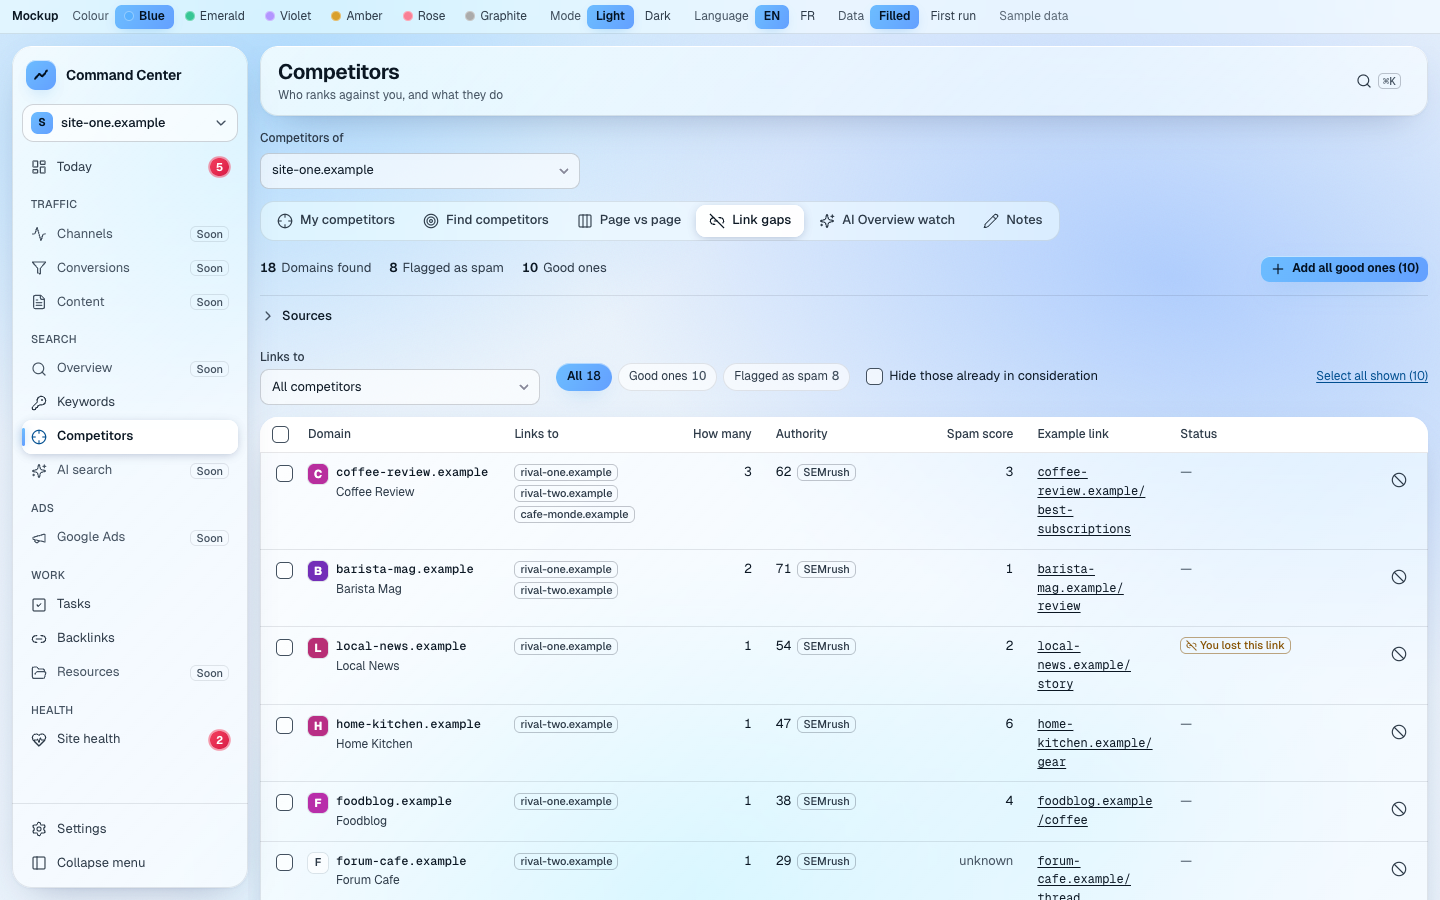 Mockup Colour Blue Emerald Violet Amber Rose Graphite Mode Light Dark Language EN FR Data Filled First run Sample data
Command Center
S site-one.example
Today 5
TRAFFIC
Channels Soon
Conversions Soon
Content Soon
SEARCH
Overview Soon
Keywords
Competitors
AI search Soon
ADS
Google Ads Soon
WORK
Tasks
Backlinks
Resources Soon
HEALTH
Site health 2
Settings
Collapse menu
Competitors
Who ranks against you, and what they do
⌘K
Competitors of
site-one.example
My competitors Find competitors Page vs page Link gaps AI Overview watch Notes
18 Domains found 8 Flagged as spam 10 Good ones
Add all good ones (10)
Sources
Links to
All competitors
All 18 Good ones 10 Flagged as spam 8 Hide those already in consideration Select all shown (10)
Domain Links to How many Authority Spam score Example link Status
C coffee-review.example rival-one.example 3 62 SEMrush 3 coffee- —
Coffee Review rival-two.example review.example/
cafe-monde.example best-
subscriptions
B barista-mag.example rival-one.example 2 71 SEMrush 1 barista- —
Barista Mag rival-two.example mag.example/
review
L local-news.example rival-one.example 1 54 SEMrush 2 local- You lost this link
Local News news.example/
story
H home-kitchen.example rival-two.example 1 47 SEMrush 6 home- —
Home Kitchen kitchen.example/
gear
F foodblog.example rival-one.example 1 38 SEMrush 4 foodblog.example —
Foodblog /coffee
F forum-cafe.example rival-two.example 1 29 SEMrush unknown forum- —
Forum Cafe cafe.example/
thread